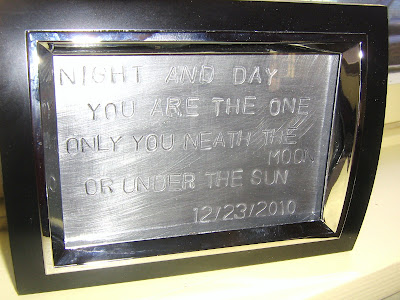 NIGHT AND DAY
YOU ARE THE ONE
ONLY YOU NEATH THE
MOON
OR UNDER THE SUN
12/23/2010